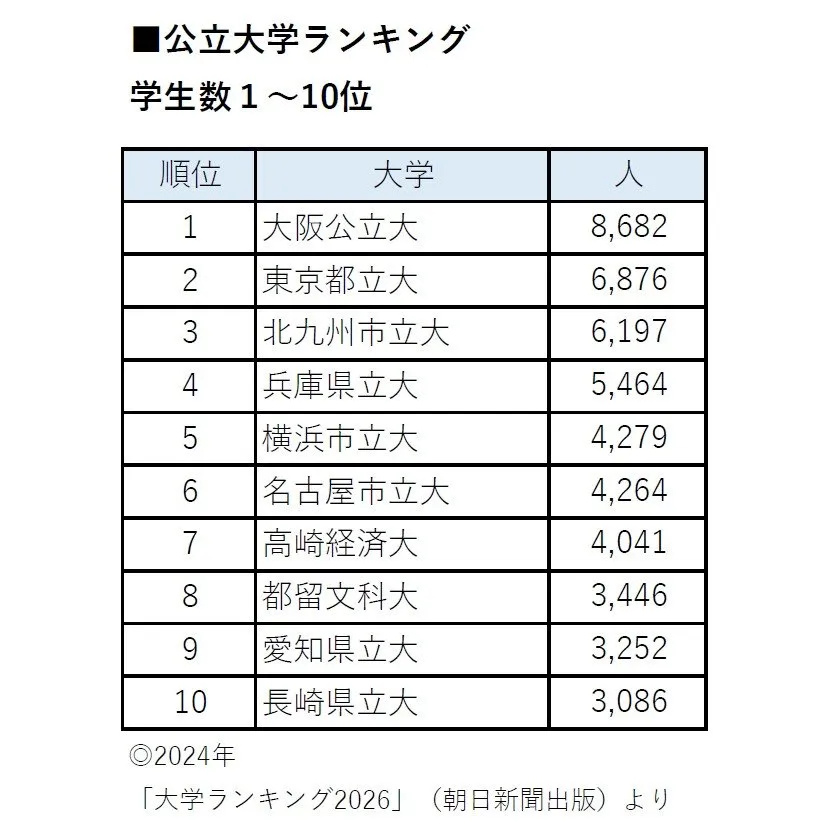 ■公立大学ランキング
学生数１～10位
順位 大学 人
1 大阪公立大 8,682
2 東京都立大 6,876
3 北九州市立大 6,197
4 兵庫県立大 5,464
5 横浜市立大 4,279
6 名古屋市立大 4,264
7 高崎経済大 4,041
8 都留文科大 3,446
9 愛知県立大 3,252
10 長崎県立大 3,086
◎2024年
「大学ランキング2026」（朝日新聞出版）より